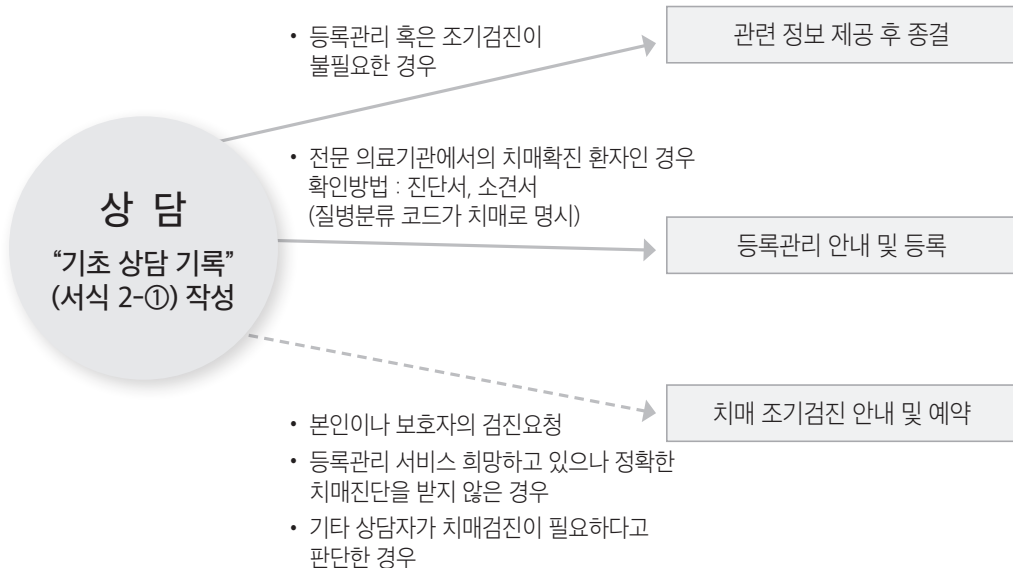 • 등록관리 혹은 조기검진이
불필요한 경우
관련 정보 제공 후 종결
• 전문 의료기관에서의 치매확진 환자인 경우
확인방법 : 진단서, 소견서
(질병분류 코드가 치매로 명시)
상 담
“기초 상담 기록”
(서식 2-①) 작성
등록관리 안내 및 등록
치매 조기검진 안내 및 예약
• 본인이나 보호자의 검진요청
• 등록관리 서비스 희망하고 있으나 정확한
치매진단을 받지 않은 경우
• 기타 상담자가 치매검진이 필요하다고
판단한 경우